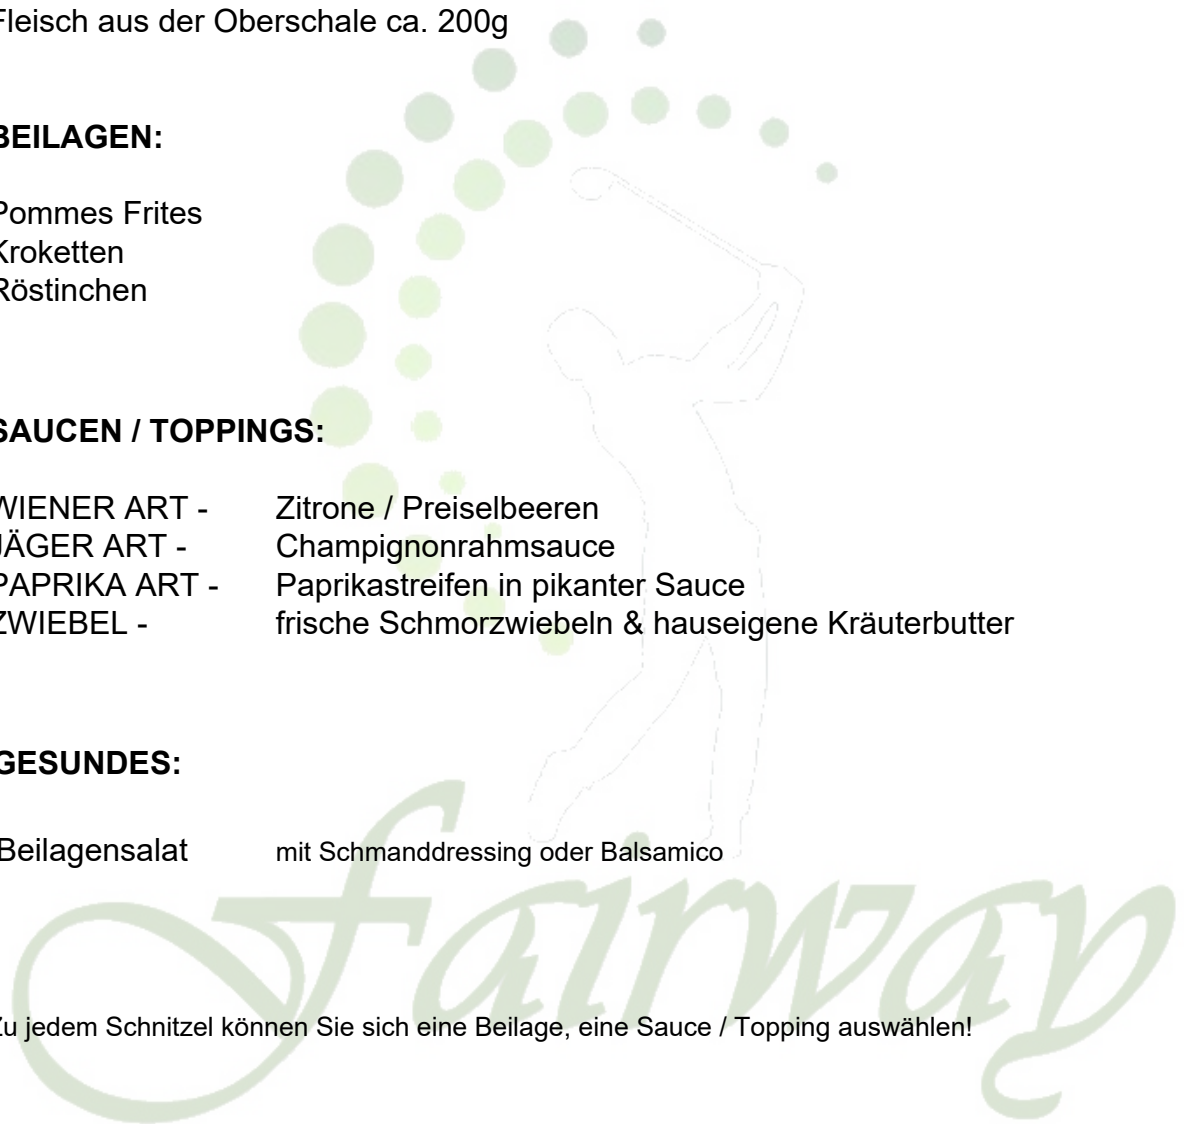 Fleisch aus der Oberschale ca. 200g
BEILAGEN:
Pommes Frites
Kroketten
Röstinchen
SAUCEN / TOPPINGS:
WIENER ART - Zitrone / Preiselbeeren
JÄGER ART - Champignonrahmsauce
PAPRIKA ART - Paprikastreifen in pikanter Sauce
ZWIEBEL - frische Schmorzwiebeln & hauseigene Kräuterbutter
GESUNDES:
Beilagensalat mit Schmanddressing oder Balsamico
fairway
Zu jedem Schnitzel können Sie sich eine Beilage, eine Sauce / Topping auswählen!